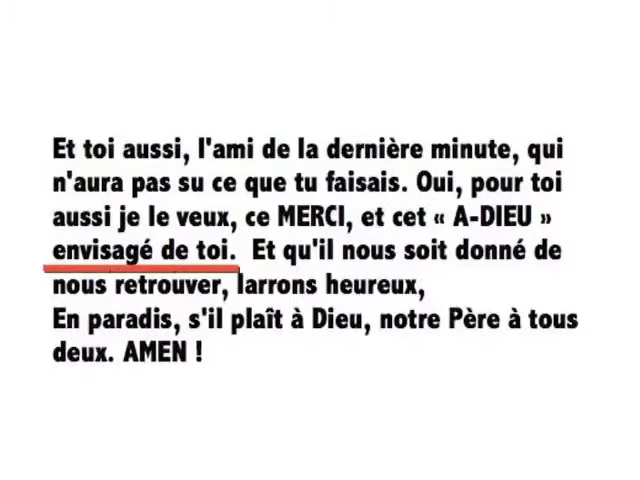 Et toi aussi, l'ami de la dernière minute, qui
n'aura pas su ce que tu faisais. Oui, pour toi
aussi je le veux, ce MERCI, et cet « A-DIEU »
envisagé de toi.  Et qu'il nous soit donné de
nous retrouver, larrons heureux,
En paradis, s'il plaît à Dieu, notre Père à tous
deux. AMEN !